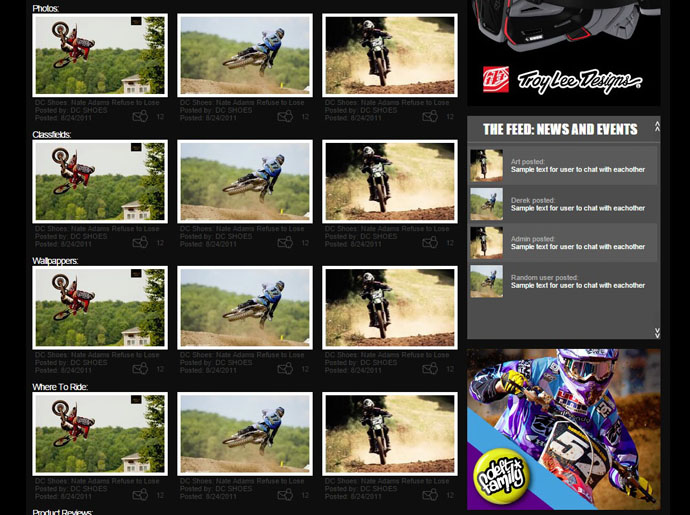 Photos:
DC Shoes: Nate Adams Refuse to Lose
Posted by: DC SHOES
Posted: 8/24/2011
12
DC Shoes: Nate Adams Refuse to Lose
Posted by: DC SHOES
Posted: 8/24/2011
12
DC Shoes: Nate Adams Refuse to Lose
Posted by: DC SHOES
Posted: 8/24/2011
12
Classfields:
DC Shoes: Nate Adams Refuse to Lose
Posted by: DC SHOES
Posted: 8/24/2011
12
DC Shoes: Nate Adams Refuse to Lose
Posted by: DC SHOES
Posted: 8/24/2011
12
DC Shoes: Nate Adams Refuse to Lose
Posted by: DC SHOES
Posted: 8/24/2011
12
Wallpappers:
DC Shoes: Nate Adams Refuse to Lose
Posted by: DC SHOES
Posted: 8/24/2011
12
DC Shoes: Nate Adams Refuse to Lose
Posted by: DC SHOES
Posted: 8/24/2011
12
DC Shoes: Nate Adams Refuse to Lose
Posted by: DC SHOES
Posted: 8/24/2011
12
Where To Ride:
DC Shoes: Nate Adams Refuse to Lose
Posted by: DC SHOES
Posted: 8/24/2011
12
DC Shoes: Nate Adams Refuse to Lose
Posted by: DC SHOES
Posted: 8/24/2011
12
DC Shoes: Nate Adams Refuse to Lose
Posted by: DC SHOES
Posted: 8/24/2011
12
Product Reviews:
Troy Lee Designs
THE FEED: NEWS AND EVENTS
Art posted:
Sample text for user to chat with eachother
Derek posted:
Sample text for user to chat with eachother
Admin posted:
Sample text for user to chat with eachother
Random user posted:
Sample text for user to chat with eachother
52
deft
family